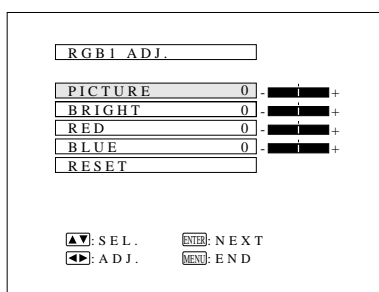 RGB1 ADJ.
PICTURE 0 - +
BRIGHT 0 - +
RED 0 - +
BLUE 0 - +
RESET
▲▼:SEL. ENTER:NEXT
◀▶:ADJ. MENU:END